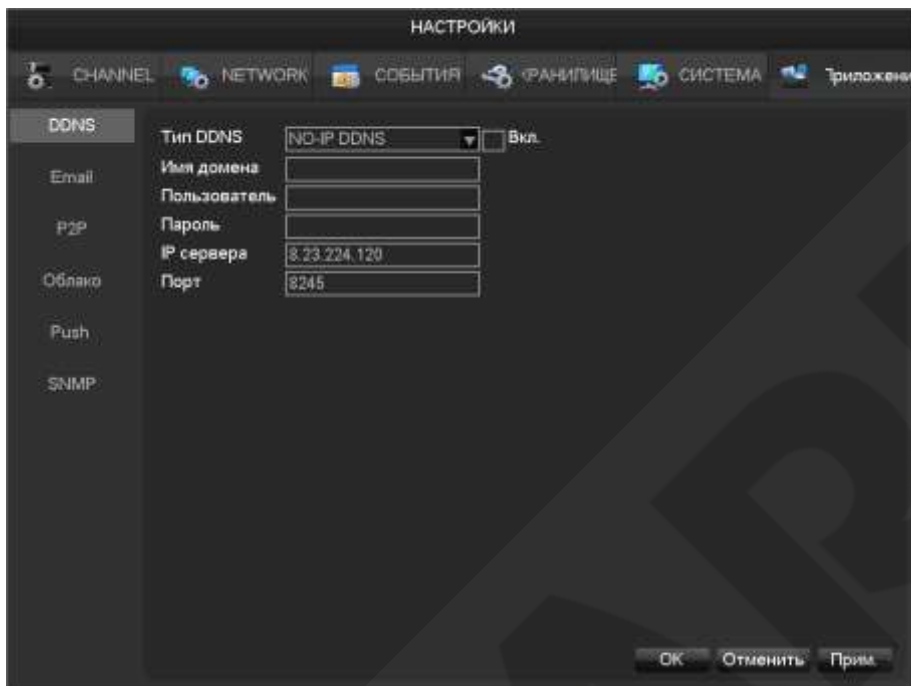 НАСТРОЙКИ
CHANNEL NETWORK СОБЫТИЯ РАНИЛИЩЕ СИСТЕМА Приложени
DDNS
Email
P2P
Облако
Push
SNMP
Тип DDNS NO-IP DDNS Вкл.
Имя домена
Пользователь
Пароль
IP сервера 8.23.224.120
Порт 8245
OK Отменить Прим.